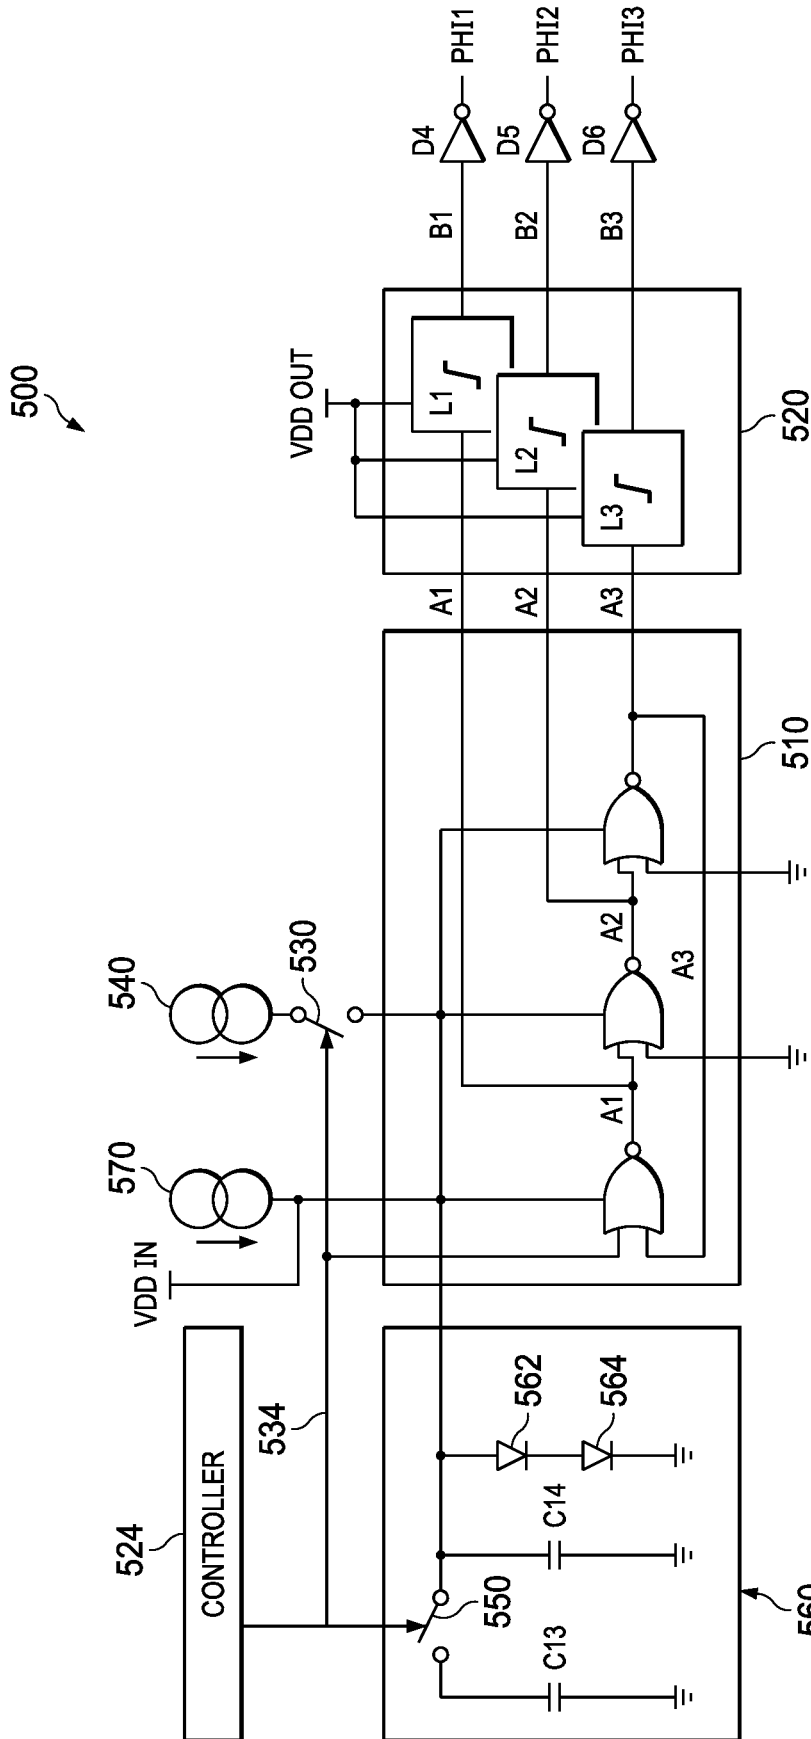 500
PHI1
PHI2
PHI3
D4
D5
D6
B1
B2
B3
VDD OUT
L1
L2
L3
520
A1
A2
A3
510
540
530
570
VDD IN
A1
A2
A3
524
CONTROLLER
534
562
564
C14
550
C13
560